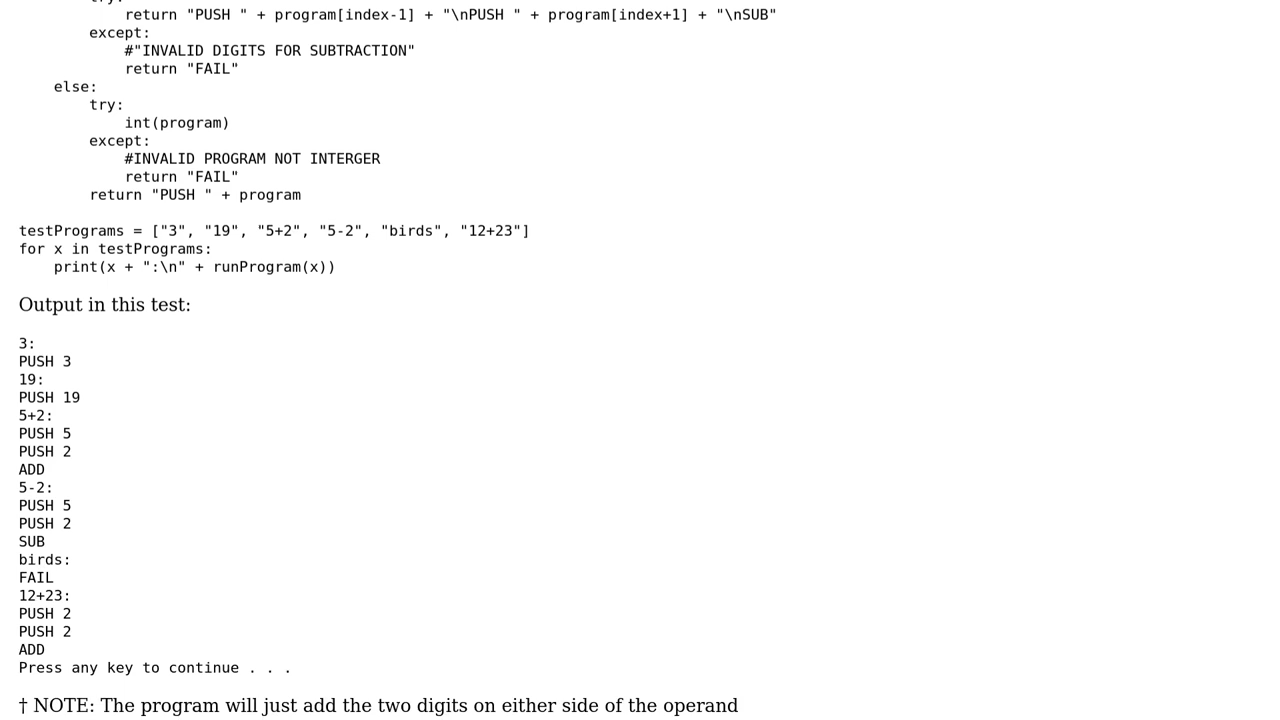 try:
            return "PUSH " + program[index-1] + "\nPUSH " + program[index+1] + "\nSUB"
        except:
            #"INVALID DIGITS FOR SUBTRACTION"
            return "FAIL"
    else:
        try:
            int(program)
        except:
            #INVALID PROGRAM NOT INTERGER
            return "FAIL"
        return "PUSH " + program
testPrograms = ["3", "19", "5+2", "5-2", "birds", "12+23"]
for x in testPrograms:
    print(x + ":\n" + runProgram(x))
Output in this test:
3:
PUSH 3
19:
PUSH 19
5+2:
PUSH 5
PUSH 2
ADD
5-2:
PUSH 5
PUSH 2
SUB
birds:
FAIL
12+23:
PUSH 2
PUSH 2
ADD
Press any key to continue . . .
† NOTE: The program will just add the two digits on either side of the operand